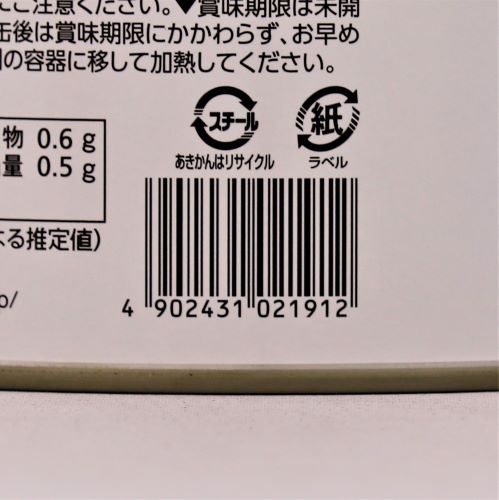 にご注意ください。▼賞味期限は未開
缶後は賞味期限にかかわらず、お早め
の容器に移して加熱してください。
物 0.6 g
量 0.5 g
る推定値)
p/
スチール
あきかんはリサイクル
紙
ラベル
4 902431 021912